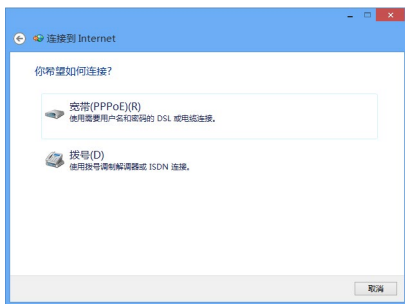 连接到 Internet
你希望如何连接?
宽带(PPPoE)(R)
使用需要用户名和密码的 DSL 或电缆连接。
拨号(D)
使用拨号调制解调器或 ISDN 连接。
取消